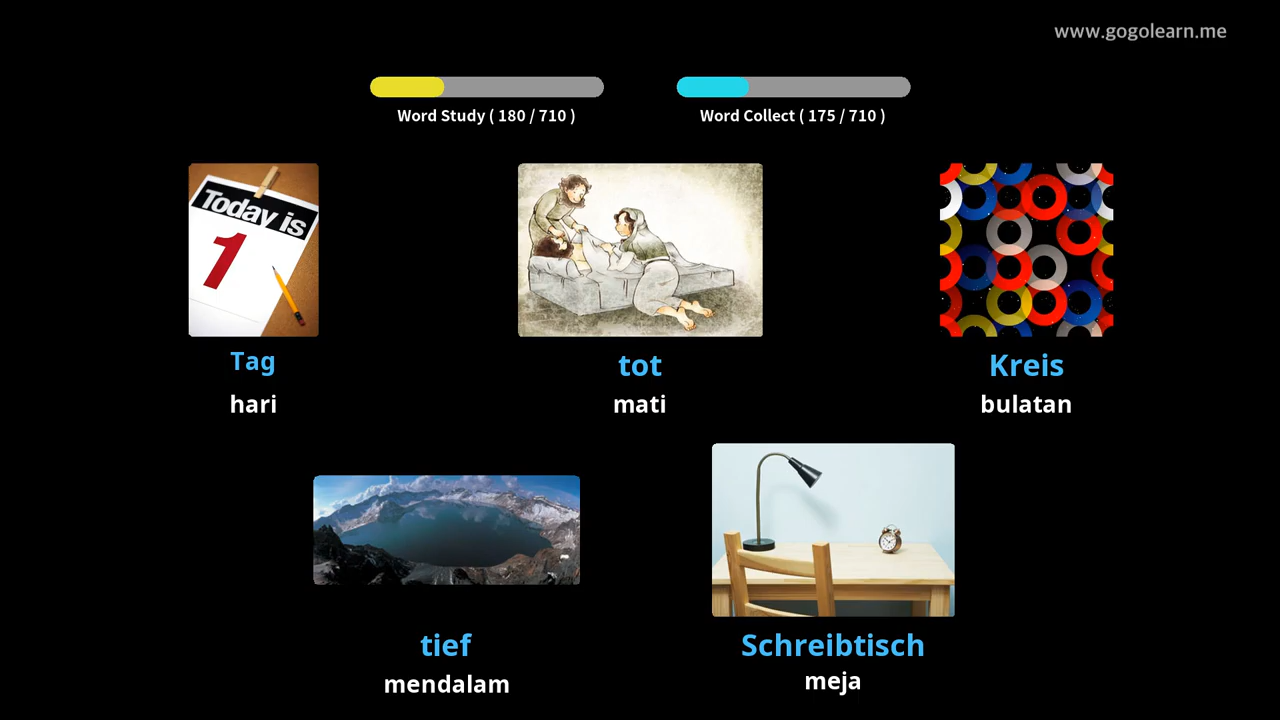 www.gogolearn.me
Word Study ( 180 / 710 )
Word Collect ( 175 / 710 )
Today is
1
Tag
hari
tot
mati
Kreis
bulatan
tief
mendalam
Schreibtisch
meja